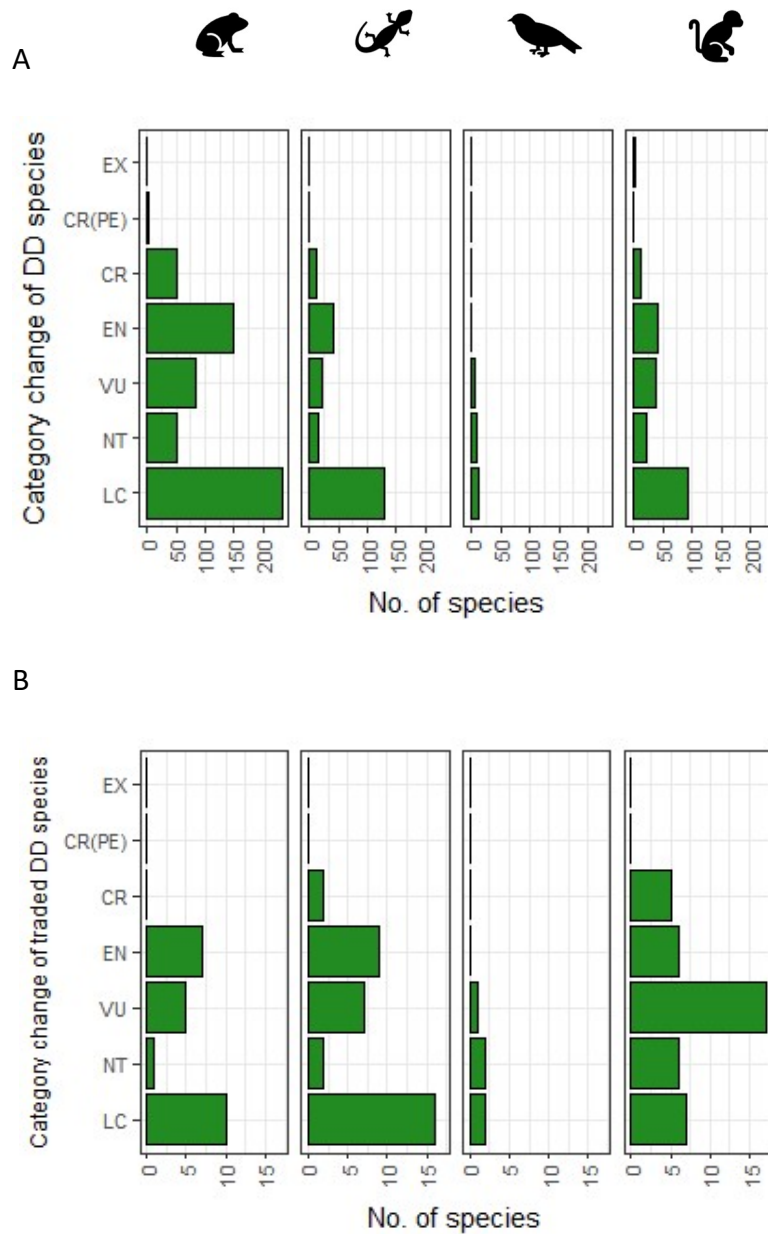 A
Category change of DD species
EX
CR(PE)
CR
EN
VU
NT
LC
0 50 100 150 200 0 50 100 150 200 0 50 100 150 200 0 50 100 150 200
No. of species
B
Category change of traded DD species
EX
CR(PE)
CR
EN
VU
NT
LC
0 5 10 15 0 5 10 15 0 5 10 15 0 5 10 15
No. of species